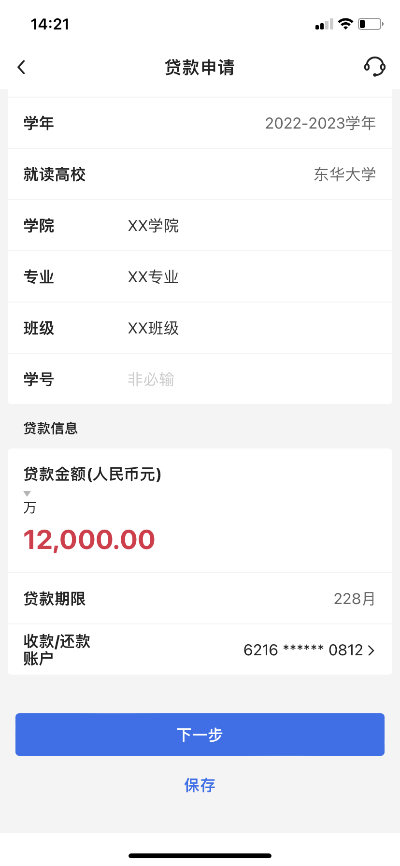 14:21
贷款申请
学年 2022-2023学年
就读高校 东华大学
学院 XX学院
专业 XX专业
班级 XX班级
学号 非必输
贷款信息
贷款金额(人民币元)
万
12,000.00
贷款期限 228月
收款/还款
账户 6216 ****** 0812
下一步
保存